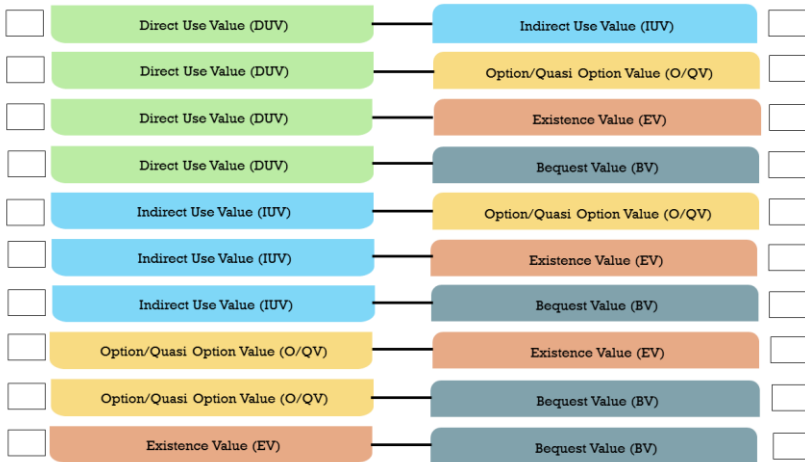 Direct Use Value (DUV) Indirect Use Value (IUV)
Direct Use Value (DUV) Option/Quasi Option Value (O/QV)
Direct Use Value (DUV) Existence Value (EV)
Direct Use Value (DUV) Bequest Value (BV)
Indirect Use Value (IUV) Option/Quasi Option Value (O/QV)
Indirect Use Value (IUV) Existence Value (EV)
Indirect Use Value (IUV) Bequest Value (BV)
Option/Quasi Option Value (O/QV) Existence Value (EV)
Option/Quasi Option Value (O/QV) Bequest Value (BV)
Existence Value (EV) Bequest Value (BV)